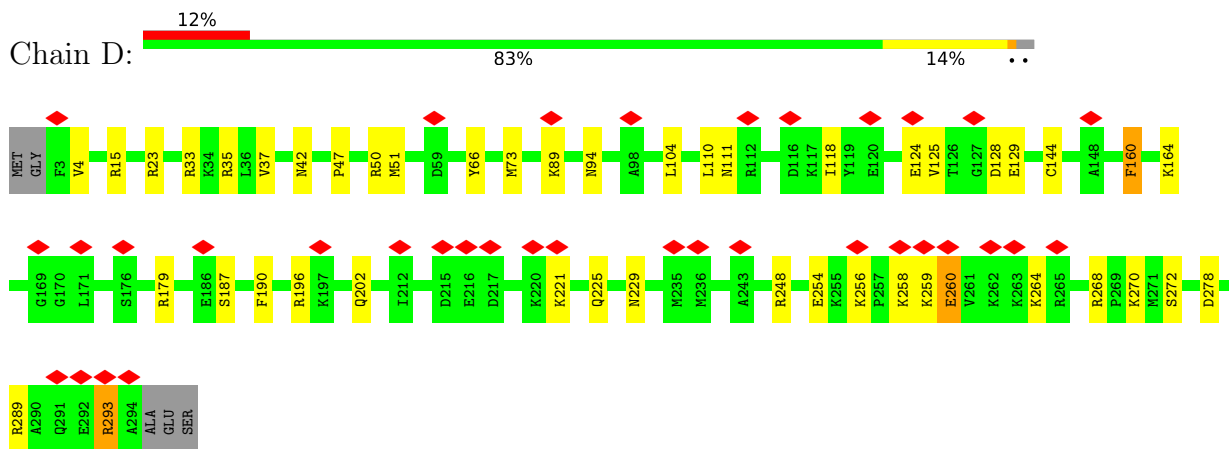 12%
Chain D:
83% 14% • •
MET GLY F3 V4 R15 R23 R33 K34 R35 L36 V37 N42 P47 R50 M51 D59 Y66 M73 K89 N94 A98 L104 L110 N111 R112 D116 K117 I118 Y119 E120 E124 V125 T126 G127 D128 E129 C144 A148 F160 K164
G169 G170 L171 S176 R179 E186 S187 F190 R196 K197 Q202 I212 D215 E216 D217 K220 K221 Q225 N229 M235 M236 A243 R248 E254 K255 K256 P257 K258 K259 E260 V261 K262 K263 K264 R265 R268 P269 K270 M271 S272 D278
R289 A290 Q291 E292 R293 A294 ALA GLU SER